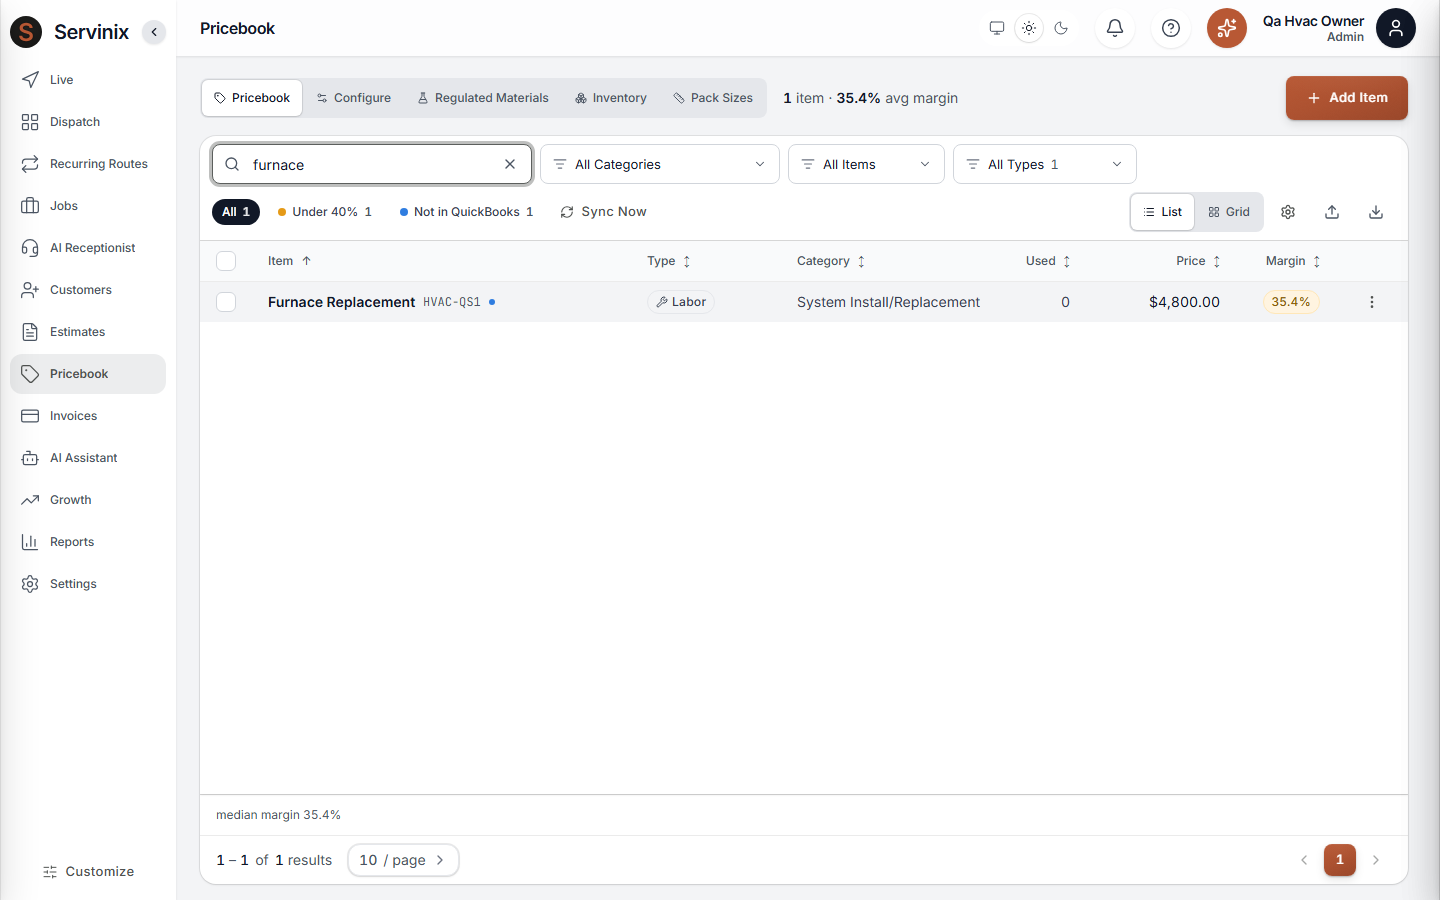 Servinix
Pricebook
Qa Hvac Owner
Admin
Live
Dispatch
Recurring Routes
Jobs
AI Receptionist
Customers
Estimates
Pricebook
Invoices
AI Assistant
Growth
Reports
Settings
Customize
Pricebook Configure Regulated Materials Inventory Pack Sizes 1 item · 35.4% avg margin
+ Add Item
furnace All Categories All Items All Types 1
All 1 Under 40% 1 Not in QuickBooks 1 Sync Now List Grid
Item Type Category Used Price Margin
Furnace Replacement HVAC-QS1 Labor System Install/Replacement 0 $4,800.00 35.4%
median margin 35.4%
1 – 1 of 1 results 10 / page 1